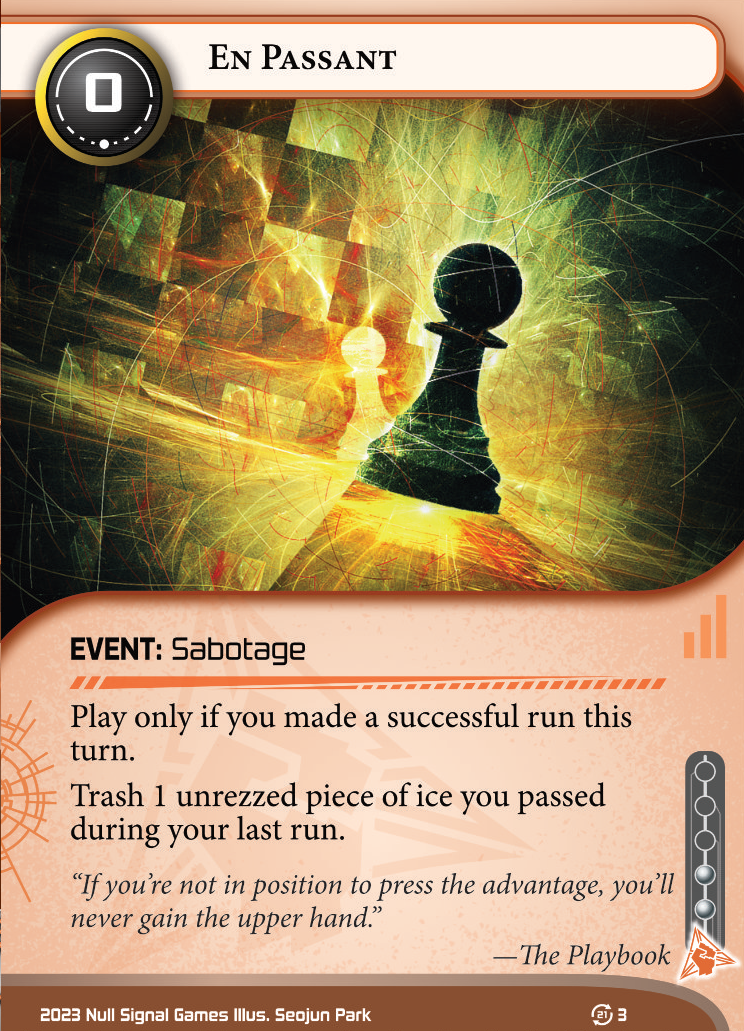 0
En Passant
EVENT: Sabotage
Play only if you made a successful run this
turn.
Trash 1 unrezzed piece of ice you passed
during your last run.
“If you’re not in position to press the advantage, you’ll
never gain the upper hand.”
—The Playbook
2023 Null Signal Games Illus. Seojun Park
21 3